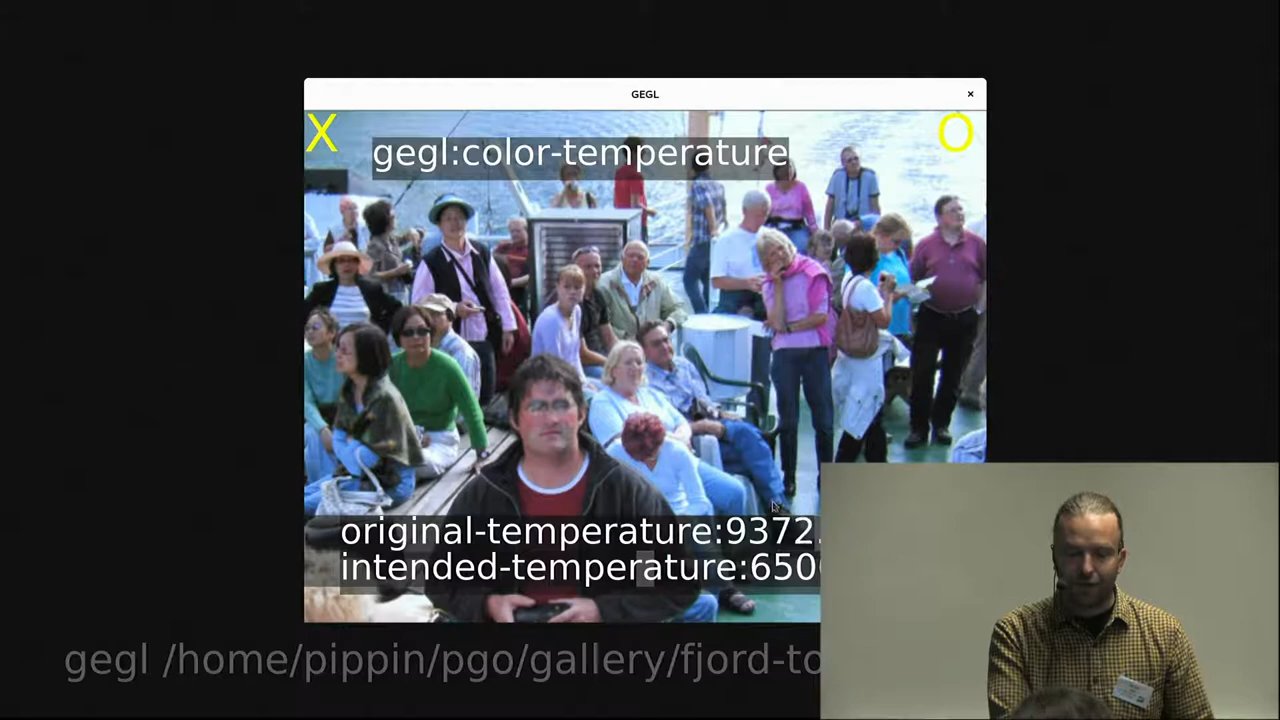 GEGL ×
X O
gegl:color-temperature
original-temperature:9372.
intended-temperature:650
gegl /home/pippin/pgo/gallery/fjord-to